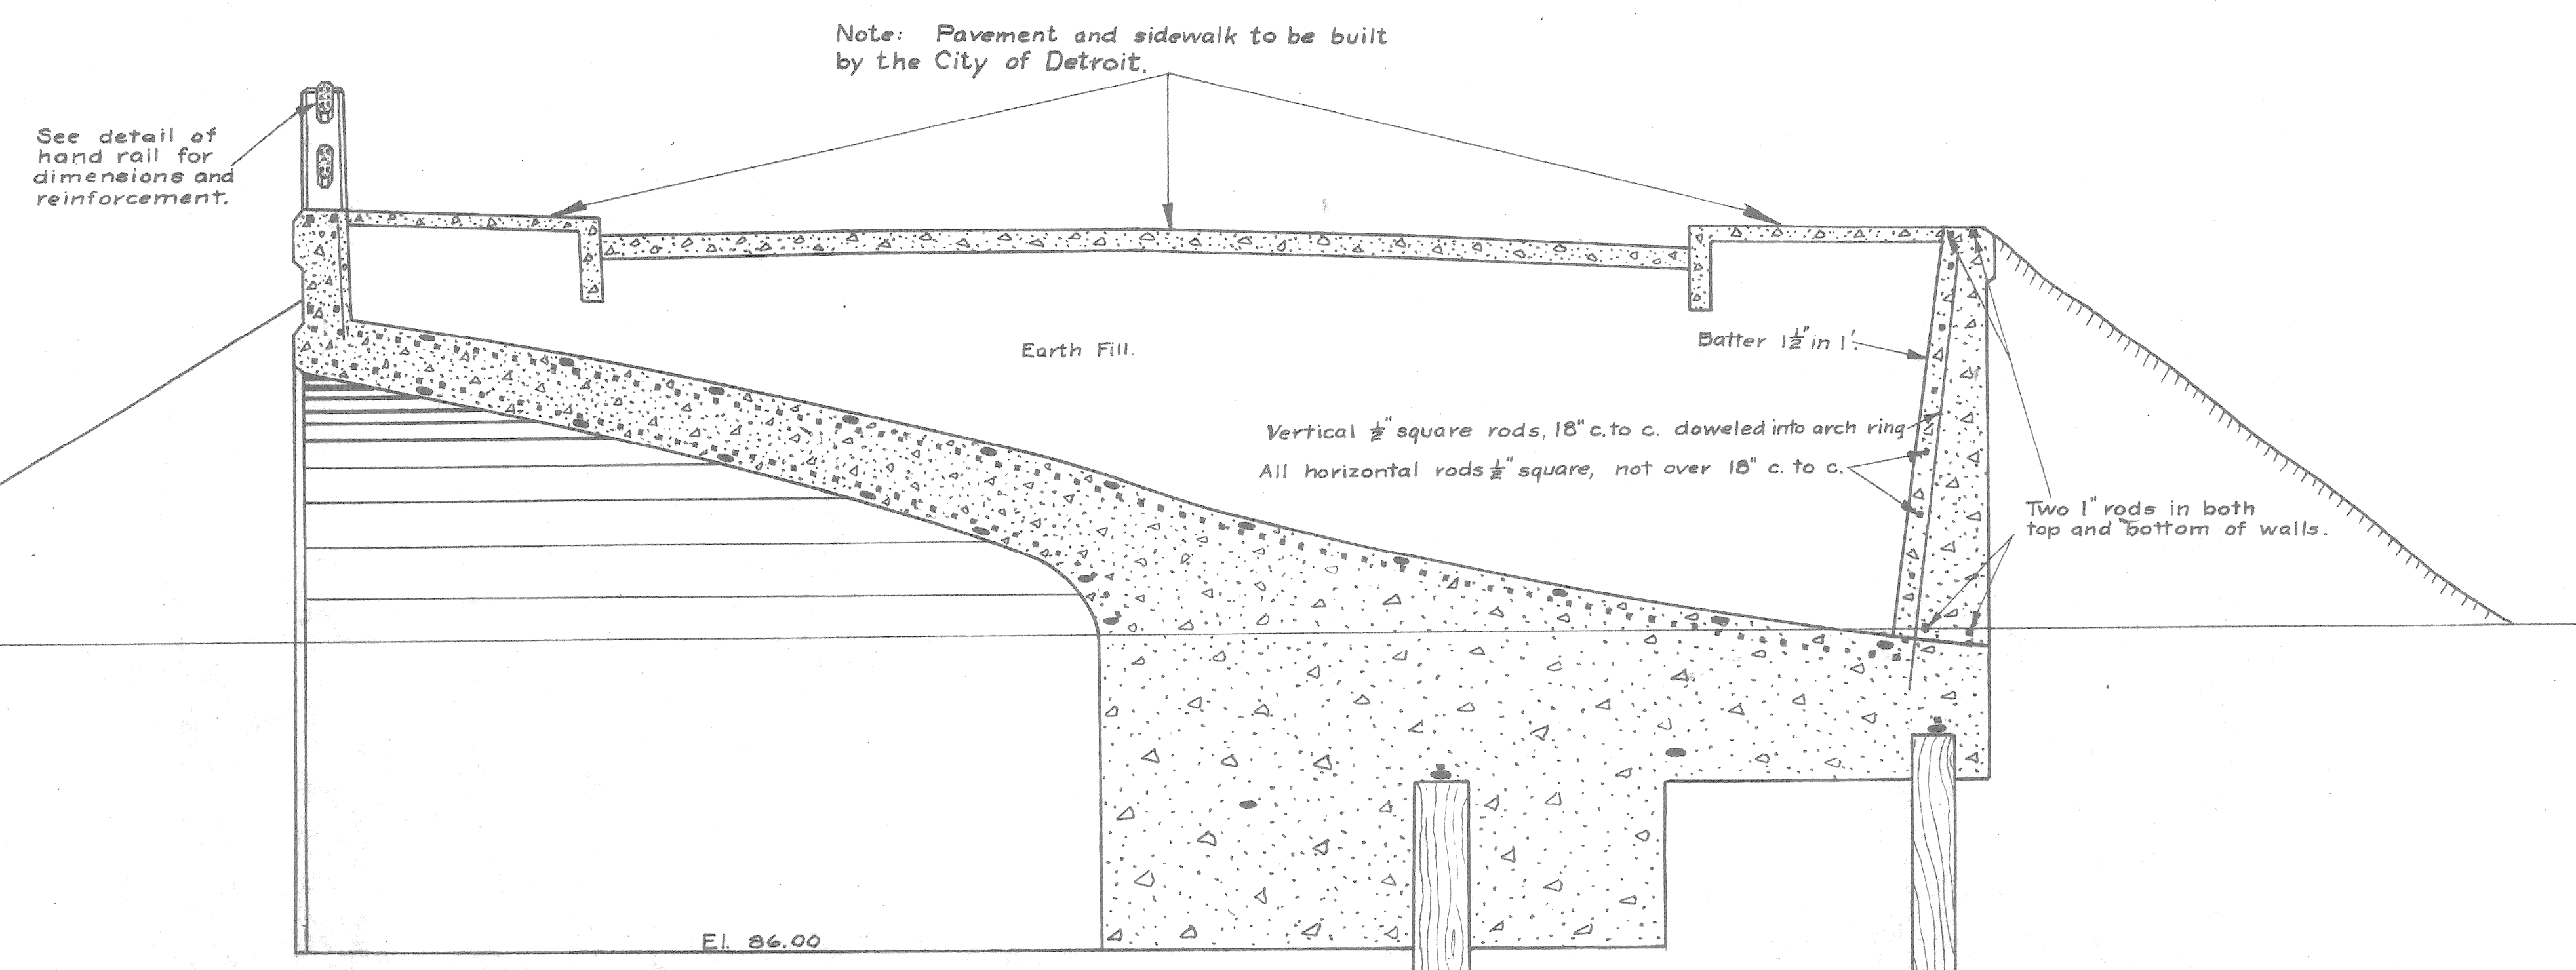 Note: Pavement and sidewalk to be built
by the City of Detroit.
See detail of
hand rail for
dimensions and
reinforcement.
Earth Fill.
Batter 1½" in 1'.
Vertical ½" square rods, 18" c. to c. doweled into arch ring
All horizontal rods ½" square, not over 18" c. to c.
Two 1" rods in both
top and bottom of walls.
El. 86.00